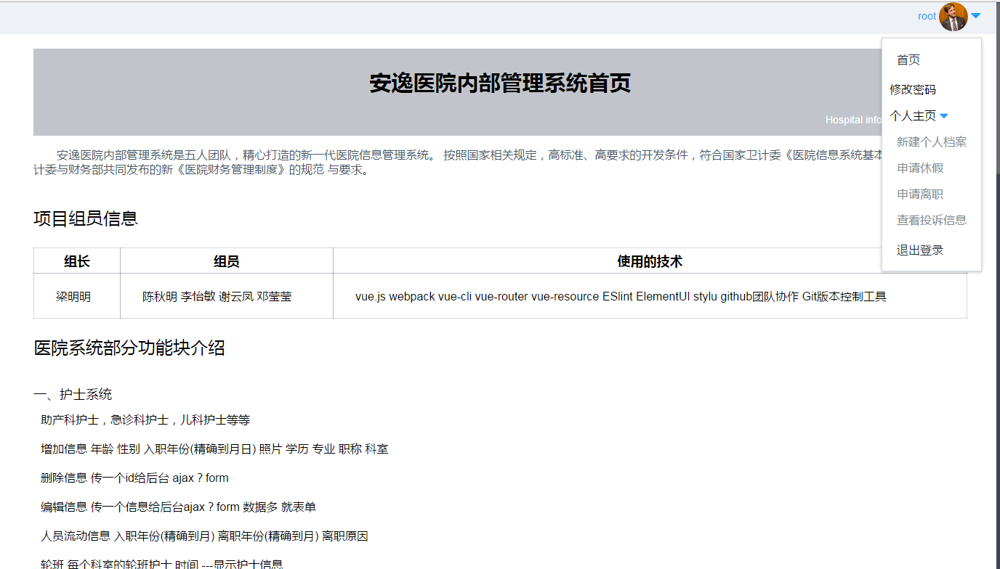 root
首页
修改密码
个人主页
新建个人档案
申请休假
申请离职
查看投诉信息
退出登录
安逸医院内部管理系统首页
Hospital info
安逸医院内部管理系统是五人团队，精心打造的新一代医院信息管理系统。 按照国家相关规定，高标准、高要求的开发条件，符合国家卫计委《医院信息系统基本
计委与财务部共同发布的新《医院财务管理制度》的规范 与要求。
项目组员信息
组长 组员 使用的技术
梁明明 陈秋明 李怡敏 谢云凤 邓莹莹 vue.js webpack vue-cli vue-router vue-resource ESlint ElementUI stylu github团队协作 Git版本控制工具
医院系统部分功能块介绍
一、护士系统
助产科护士，急诊科护士，儿科护士等等
增加信息 年龄 性别 入职年份(精确到月日) 照片 学历 专业 职称 科室
删除信息 传一个id给后台 ajax ? form
编辑信息 传一个信息给后台ajax ? form 数据多 就表单
人员流动信息 入职年份(精确到月) 离职年份(精确到月) 离职原因
轮班 每个科室的轮班护士 时间 ---显示护士信息